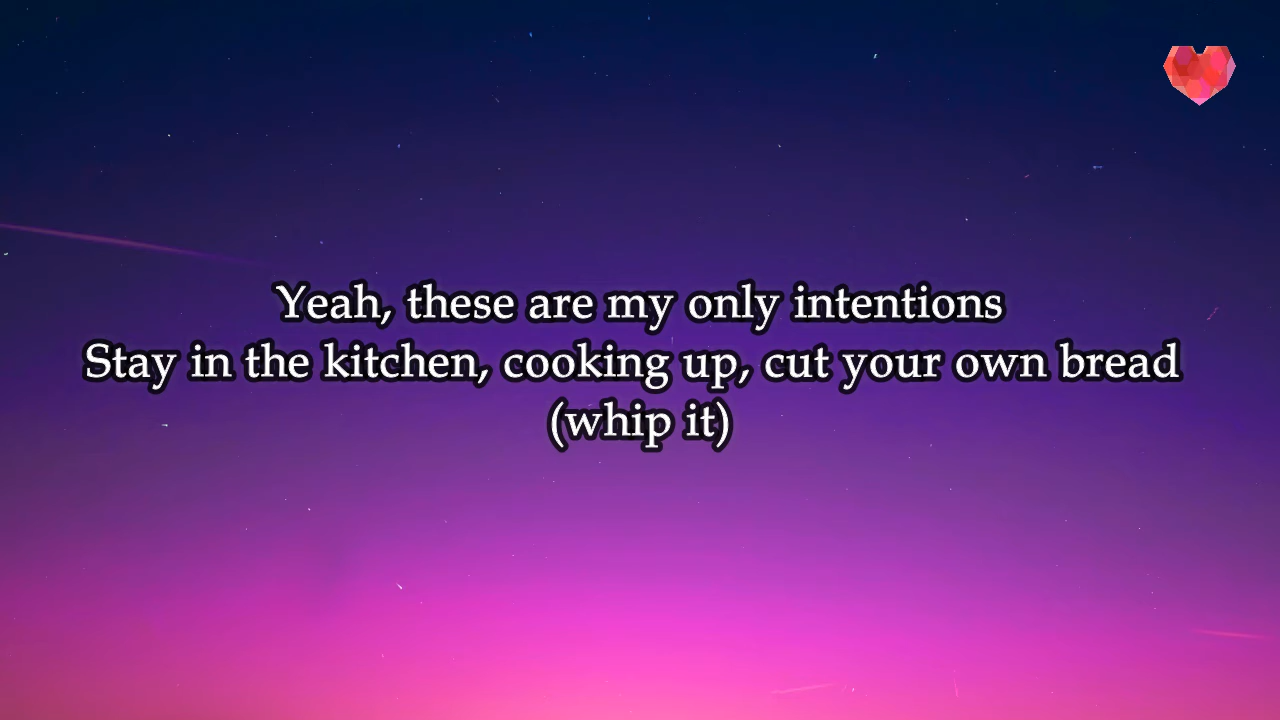 Yeah, these are my only intentions
Stay in the kitchen, cooking up, cut your own bread
(whip it)